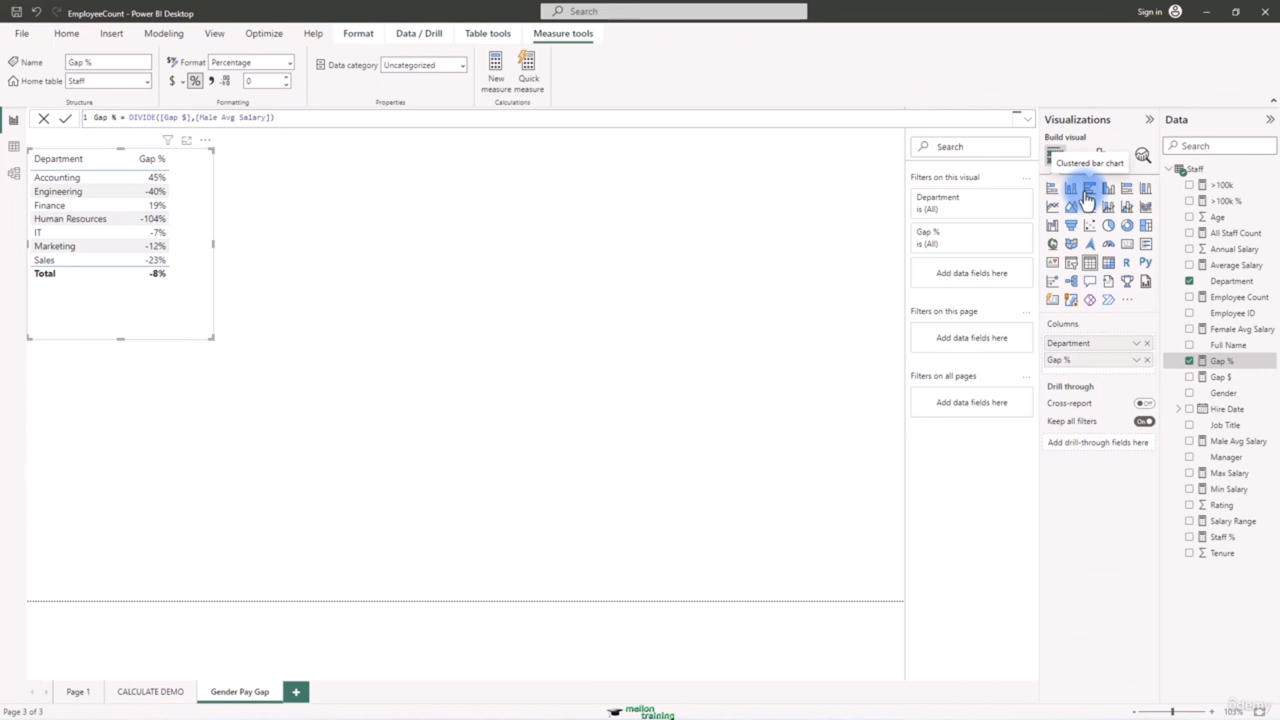 EmployeeCount - Power BI Desktop
Search
Sign in
File Home Insert Modeling View Optimize Help Format Data / Drill Table tools Measure tools
Name Gap %
Home table Staff
Structure
Format Percentage
$ % 0
Formatting
Data category Uncategorized
Properties
New measure
Quick measure
Calculations
1 Gap % = DIVIDE([Gap $],[Male Avg Salary])
Department Gap %
Accounting 45%
Engineering -40%
Finance 19%
Human Resources -104%
IT -7%
Marketing -12%
Sales -23%
Total -8%
Search
Filters on this visual
Department
is (All)
Gap %
is (All)
Add data fields here
Filters on this page
Add data fields here
Filters on all pages
Add data fields here
Visualizations
Build visual
Clustered bar chart
R Py
Columns
Department
Gap %
Drill through
Cross-report Off
Keep all filters On
Add drill-through fields here
Data
Search
Staff
>100k
>100k %
Age
All Staff Count
Annual Salary
Average Salary
Department
Employee Count
Employee ID
Female Avg Salary
Full Name
Gap %
Gap $
Gender
Hire Date
Job Title
Male Avg Salary
Manager
Max Salary
Min Salary
Rating
Salary Range
Staff %
Tenure
Page 1 CALCULATE DEMO Gender Pay Gap
Page 3 of 3
mellon
training
103%
ûdemy